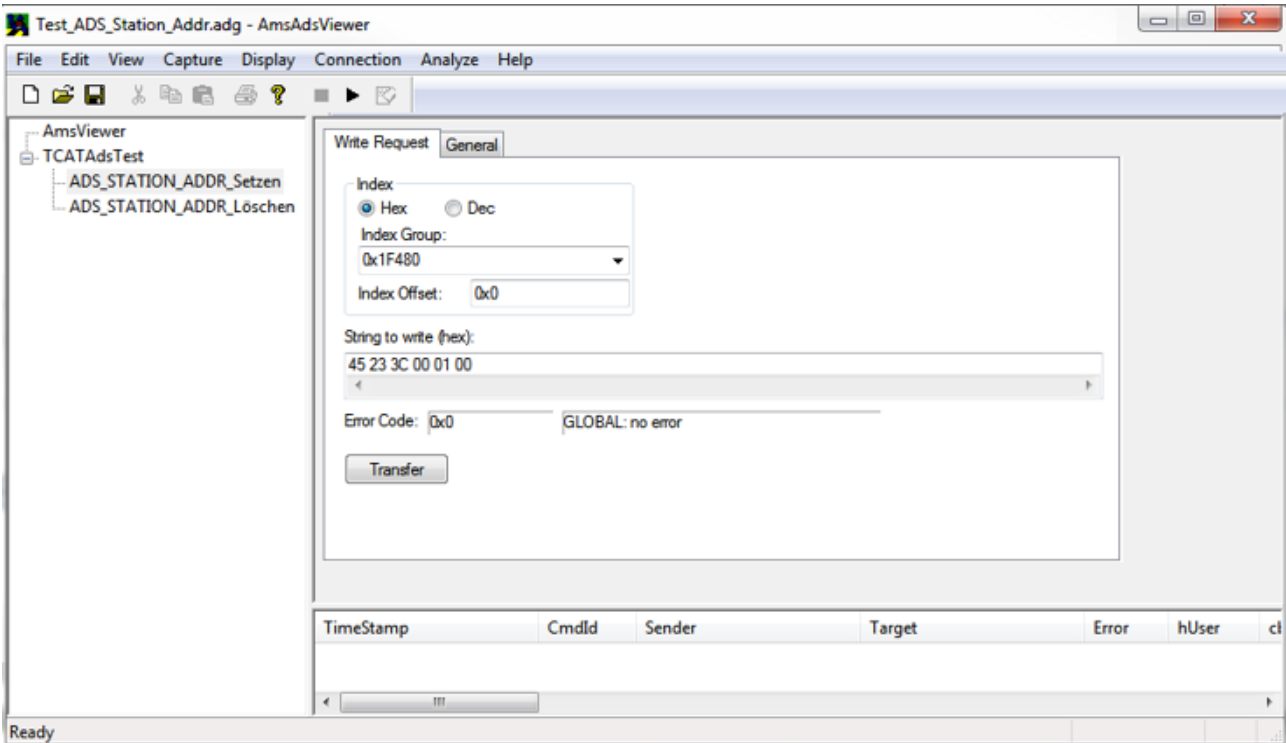 Test_ADS_Station_Addr.adg - AmsAdsViewer
File Edit View Capture Display Connection Analyze Help
AmsViewer
TCATAdsTest
ADS_STATION_ADDR_Setzen
ADS_STATION_ADDR_Löschen
Write Request General
Index
Hex Dec
Index Group:
0x1F480
Index Offset: 0x0
String to write (hex):
45 23 3C 00 01 00
Error Code: 0x0 GLOBAL: no error
Transfer
TimeStamp CmdId Sender Target Error hUser
Ready